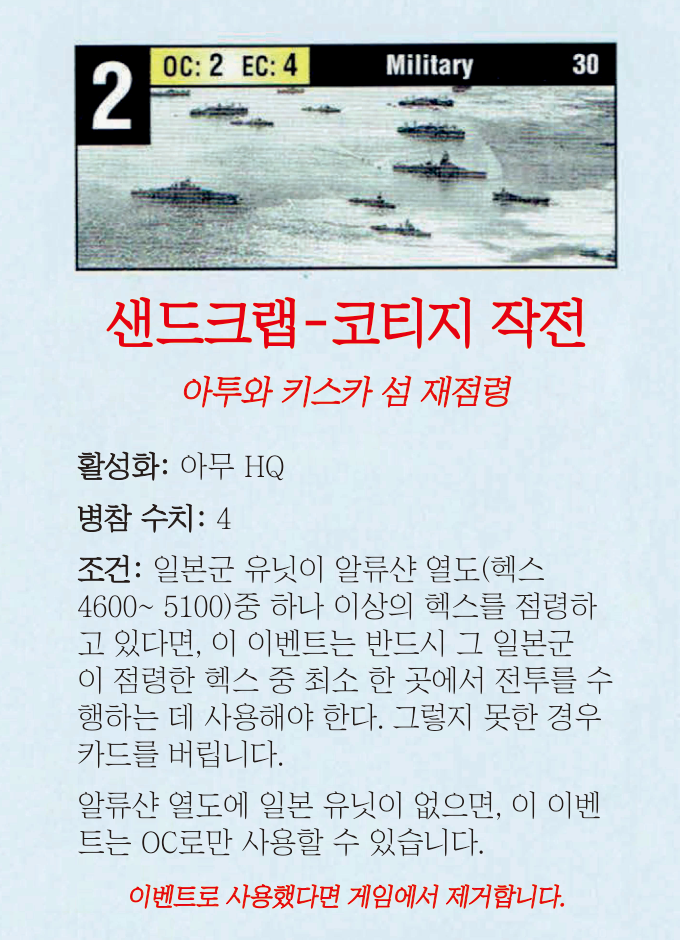 2 OC: 2 EC: 4 Military 30
샌드크랩-코티지 작전
아투와 키스카 섬 재점령
활성화: 아무 HQ
병참 수치: 4
조건: 일본군 유닛이 알류샨 열도(헥스
4600~ 5100)중 하나 이상의 헥스를 점령하
고 있다면, 이 이벤트는 반드시 그 일본군
이 점령한 헥스 중 최소 한 곳에서 전투를 수
행하는 데 사용해야 한다. 그렇지 못한 경우
카드를 버립니다.
알류샨 열도에 일본 유닛이 없으면, 이 이벤
트는 OC로만 사용할 수 있습니다.
이벤트로 사용했다면 게임에서 제거합니다.